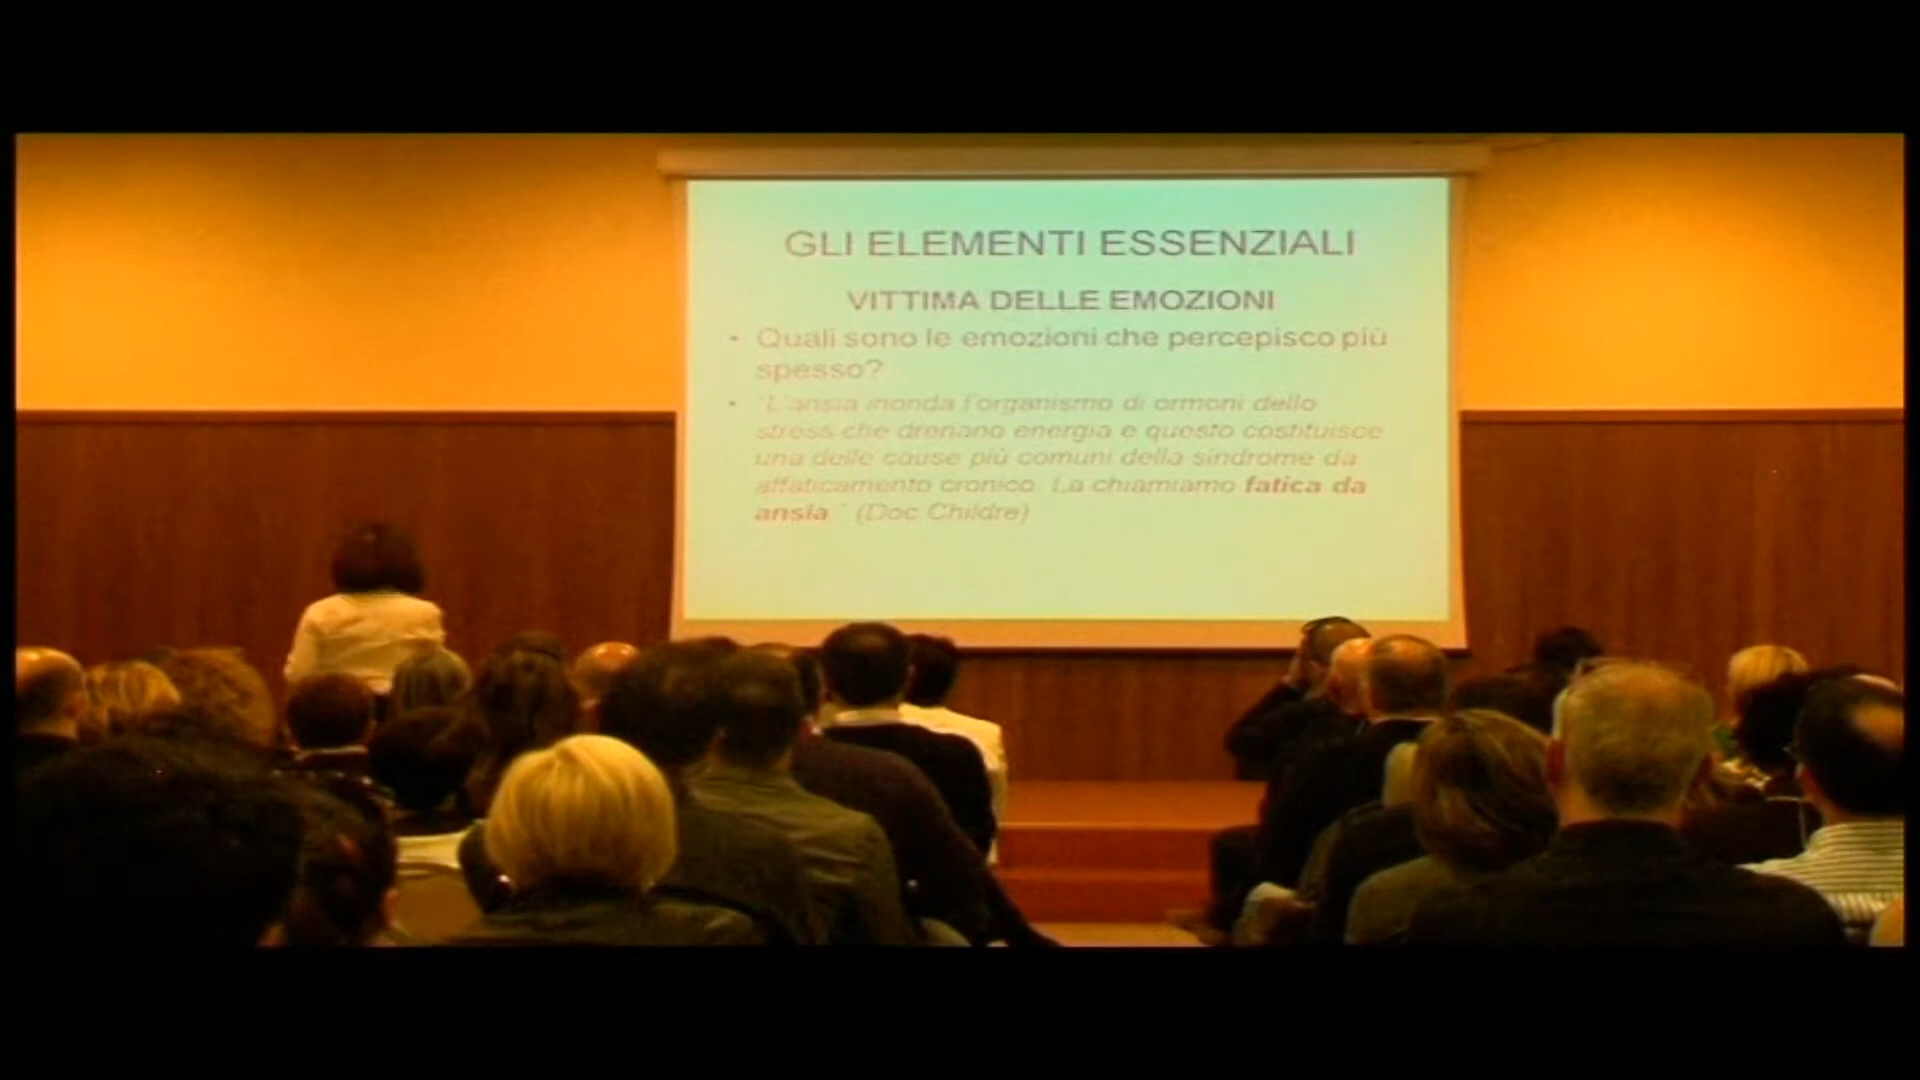 GLI ELEMENTI ESSENZIALI
VITTIMA DELLE EMOZIONI
• Quali sono le emozioni che percepisco più
spesso?
• "L'ansia inonda l'organismo di ormoni dello
stress che drenano energia e questo costituisce
una delle cause più comuni della sindrome da
affaticamento cronico. La chiamiamo fatica da
ansia." (Doc Childre)